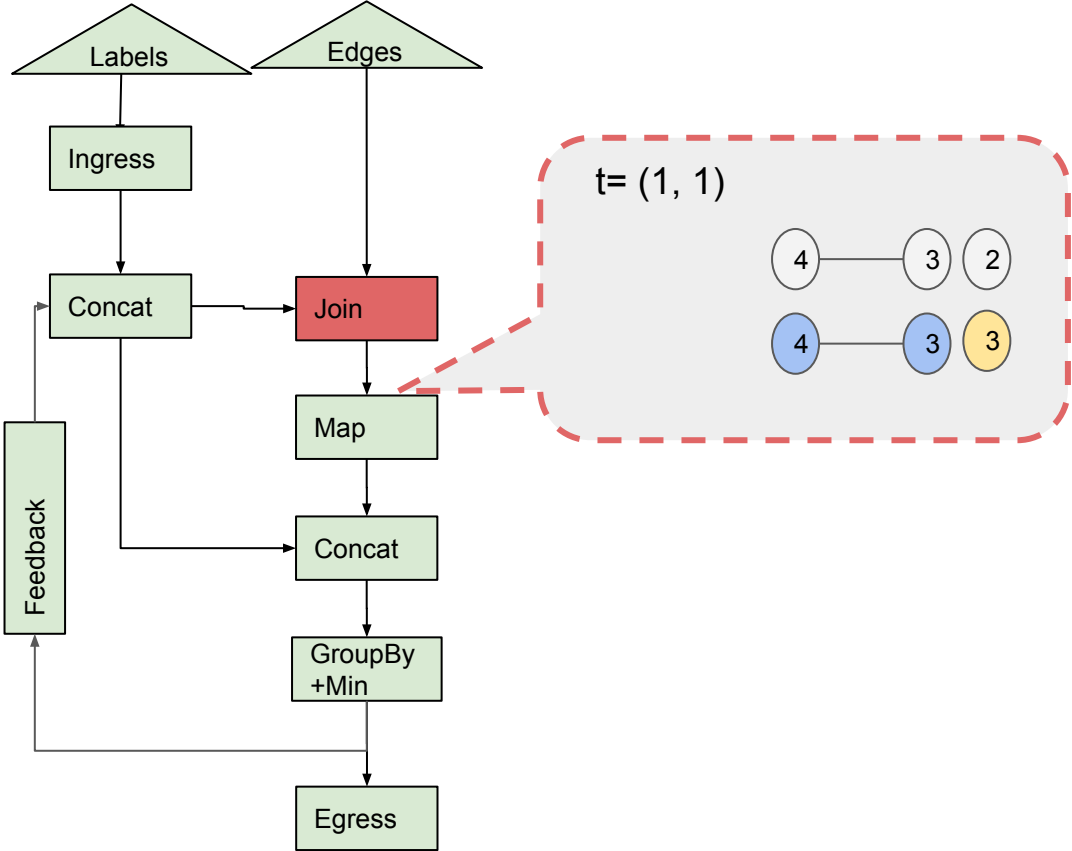 Labels
Edges
Ingress
t= (1, 1)
4
3
2
Concat
Join
4
3
3
Map
Feedback
Concat
GroupBy
+Min
Egress